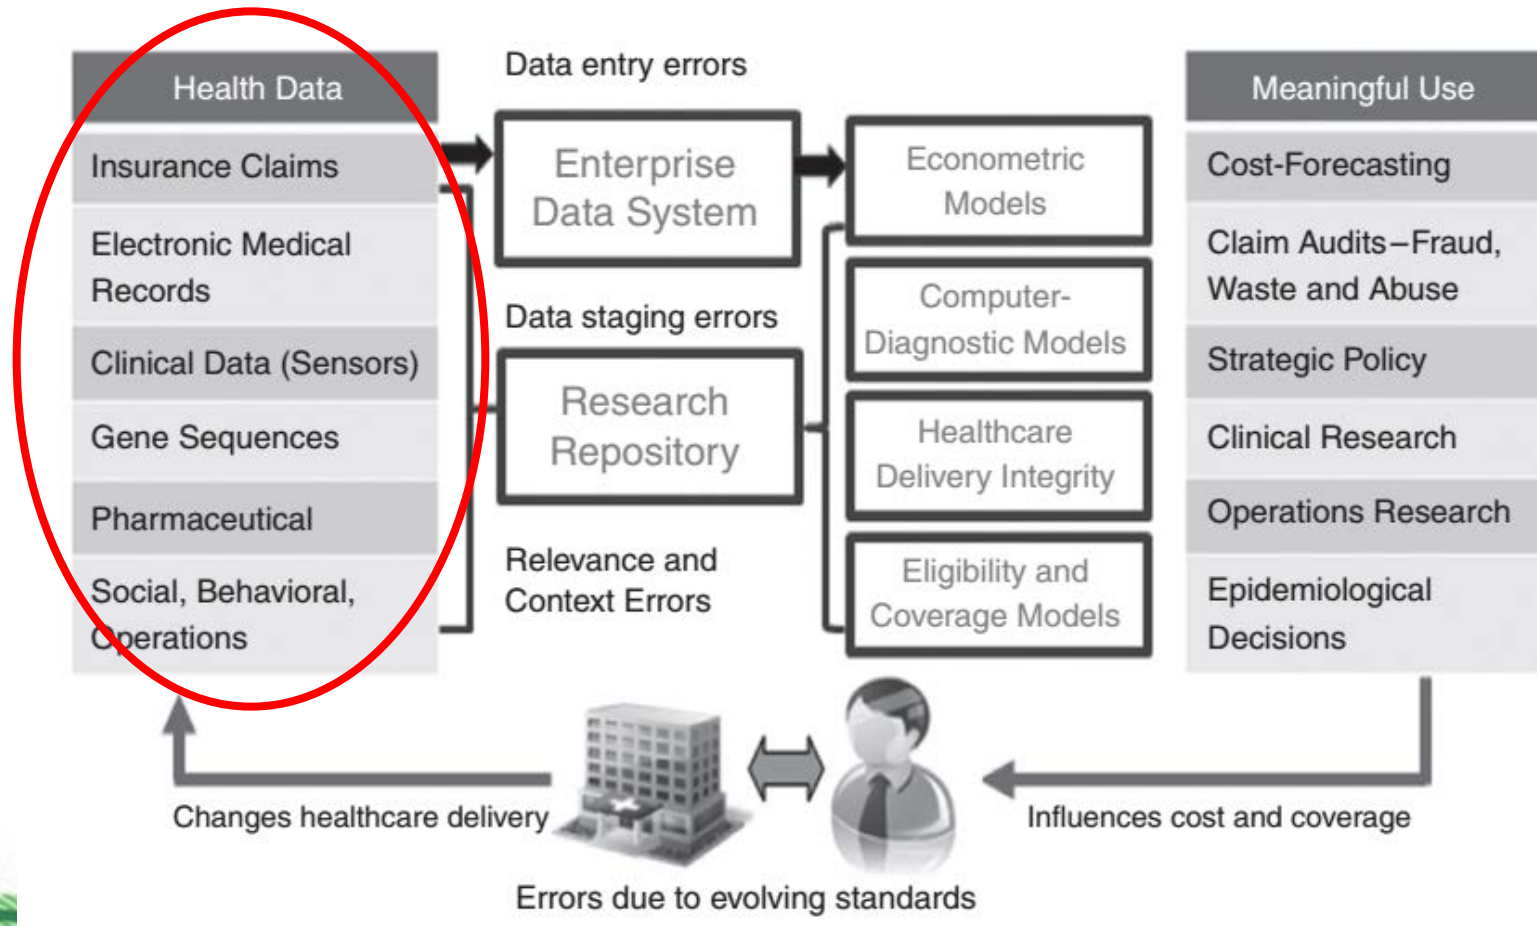 Health Data
Insurance Claims
Electronic Medical
Records
Clinical Data (Sensors)
Gene Sequences
Pharmaceutical
Social, Behavioral,
Operations
Data entry errors
Enterprise
Data System
Data staging errors
Research
Repository
Relevance and
Context Errors
Econometric
Models
Computer-
Diagnostic Models
Healthcare
Delivery Integrity
Eligibility and
Coverage Models
Meaningful Use
Cost-Forecasting
Claim Audits–Fraud,
Waste and Abuse
Strategic Policy
Clinical Research
Operations Research
Epidemiological
Decisions
Changes healthcare delivery
Influences cost and coverage
Errors due to evolving standards